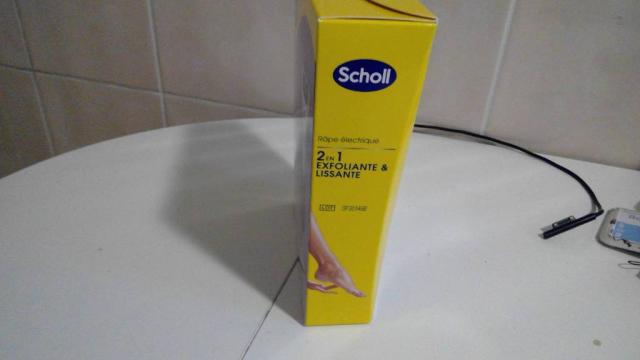 Scholl
Râpe électrique
2 EN 1
EXFOLIANTE &
LISSANTE